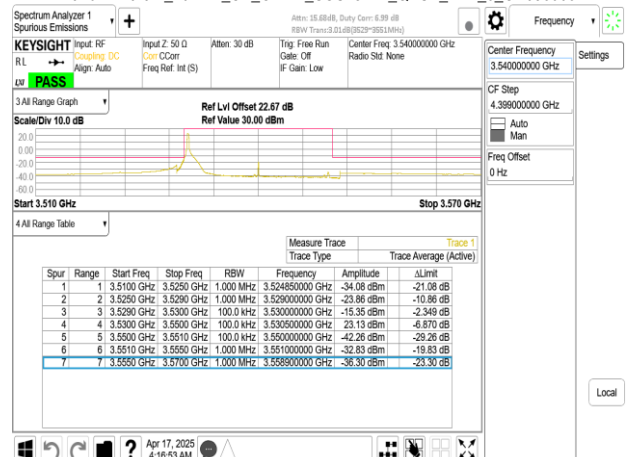 Spectrum Analyzer 1
Spurious Emissions
Attn: 15.68dB, Duty Corr: 6.99 dB
RBW Trans:3.01dB(3529~3551MHz)
Frequency
KEYSIGHT
RL
Align: Auto
PASS
Input: RF
Coupling: DC
Input Z: 50 Ω
Corr CCorr
Freq Ref: Int (S)
Atten: 30 dB
Trig: Free Run
Gate: Off
IF Gain: Low
Center Freq: 3.540000000 GHz
Radio Std: None
Center Frequency
3.540000000 GHz
Settings
CF Step
4.399000000 GHz
Auto
Man
Freq Offset
0 Hz
3 All Range Graph
Scale/Div 10.0 dB
Ref Lvl Offset 22.67 dB
Ref Value 30.00 dBm
20.0
0.00
-20.0
-40.0
-60.0
Start 3.510 GHz
Stop 3.570 GHz
4 All Range Table
Measure Trace Trace 1
Trace Type Trace Average (Active)
Spur Range Start Freq Stop Freq RBW Frequency Amplitude ΔLimit
1 1 3.5100 GHz 3.5250 GHz 1.000 MHz 3.524850000 GHz -34.08 dBm -21.08 dB
2 2 3.5250 GHz 3.5290 GHz 1.000 MHz 3.529000000 GHz -23.86 dBm -10.86 dB
3 3 3.5290 GHz 3.5300 GHz 100.0 kHz 3.530000000 GHz -15.35 dBm -2.349 dB
4 4 3.5300 GHz 3.5500 GHz 100.0 kHz 3.530500000 GHz 23.13 dBm -6.870 dB
5 5 3.5500 GHz 3.5510 GHz 100.0 kHz 3.550000000 GHz -42.26 dBm -29.26 dB
6 6 3.5510 GHz 3.5550 GHz 1.000 MHz 3.551000000 GHz -32.83 dBm -19.83 dB
7 7 3.5550 GHz 3.5700 GHz 1.000 MHz 3.558900000 GHz -36.30 dBm -23.30 dB
Local
Apr 17, 2025
4:16:53 AM